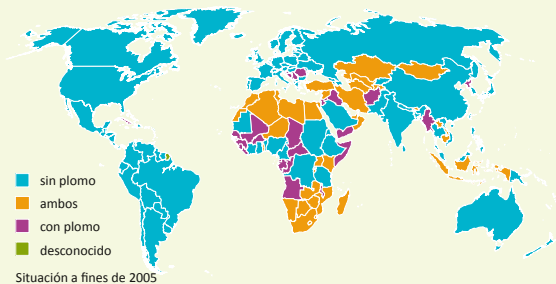 sin plomo
ambos
con plomo
desconocido
Situación a fines de 2005